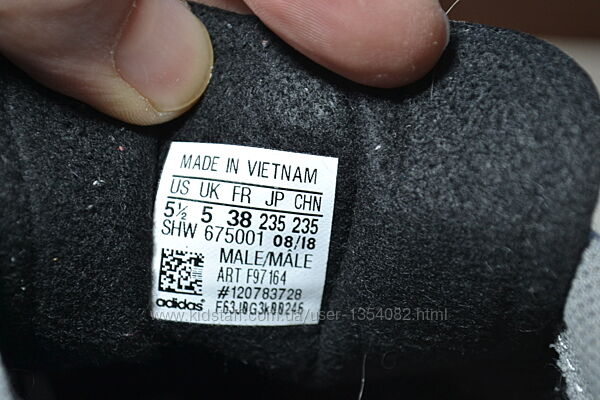 MADE IN VIETNAM
US UK FR JP CHN
5½ 5 38 235 235
SHW 675001 08/18
MALE/MÂLE
ART F97164
#120783728
adidas
www.kidstaff.com.ua/user-1354082.html